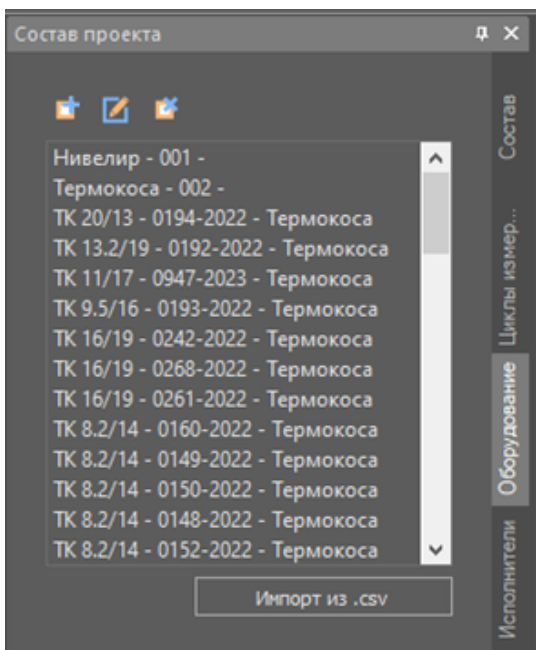 Состав проекта
Нивелир - 001 -
Термокоса - 002 -
ТК 20/13 - 0194-2022 - Термокоса
ТК 13.2/19 - 0192-2022 - Термокоса
ТК 11/17 - 0947-2023 - Термокоса
ТК 9.5/16 - 0193-2022 - Термокоса
ТК 16/19 - 0242-2022 - Термокоса
ТК 16/19 - 0268-2022 - Термокоса
ТК 16/19 - 0261-2022 - Термокоса
ТК 8.2/14 - 0160-2022 - Термокоса
ТК 8.2/14 - 0149-2022 - Термокоса
ТК 8.2/14 - 0150-2022 - Термокоса
ТК 8.2/14 - 0148-2022 - Термокоса
ТК 8.2/14 - 0152-2022 - Термокоса
Импорт из .csv
Состав
Циклы измер...
Оборудование
Исполнители